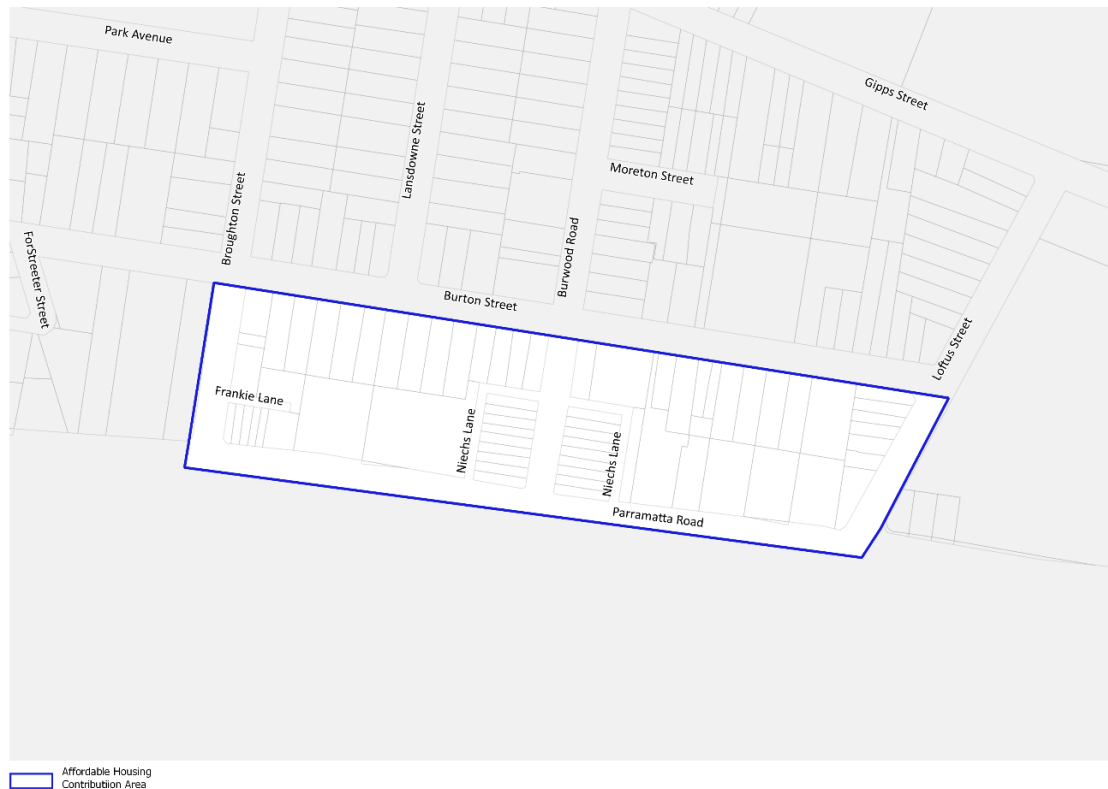 Park Avenue
Gipps Street
Lansdowne Street
Moreton Street
Broughton Street
Burwood Road
ForStreeter Street
Burton Street
Loftus Street
Frankie Lane
Niechs Lane
Niechs Lane
Parramatta Road
Affordable Housing
Contributiion Area